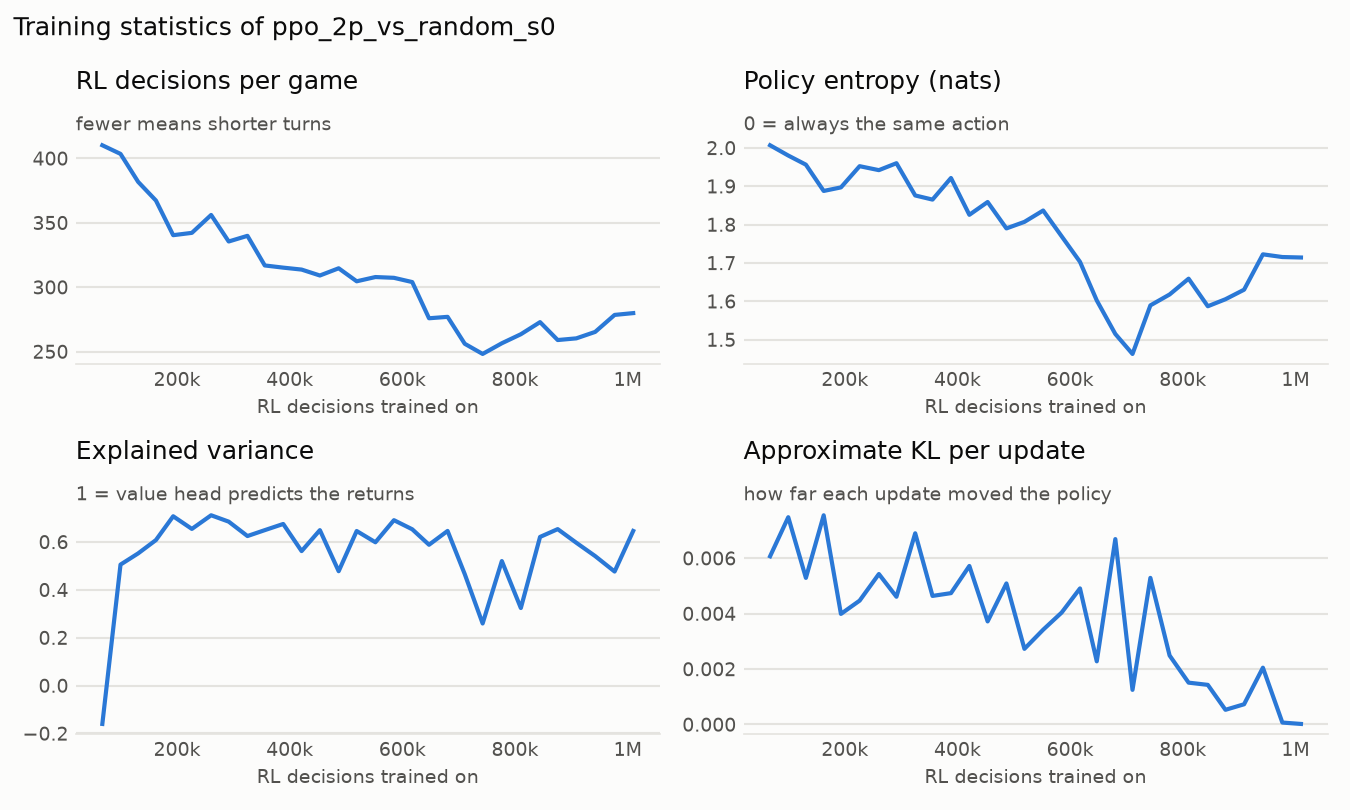 Training statistics of ppo_2p_vs_random_s0
RL decisions per game
fewer means shorter turns
400
350
300
250
200k 400k 600k 800k 1M
RL decisions trained on
Policy entropy (nats)
0 = always the same action
2.0
1.9
1.8
1.7
1.6
1.5
200k 400k 600k 800k 1M
RL decisions trained on
Explained variance
1 = value head predicts the returns
0.6
0.4
0.2
0.0
−0.2
200k 400k 600k 800k 1M
RL decisions trained on
Approximate KL per update
how far each update moved the policy
0.006
0.004
0.002
0.000
200k 400k 600k 800k 1M
RL decisions trained on